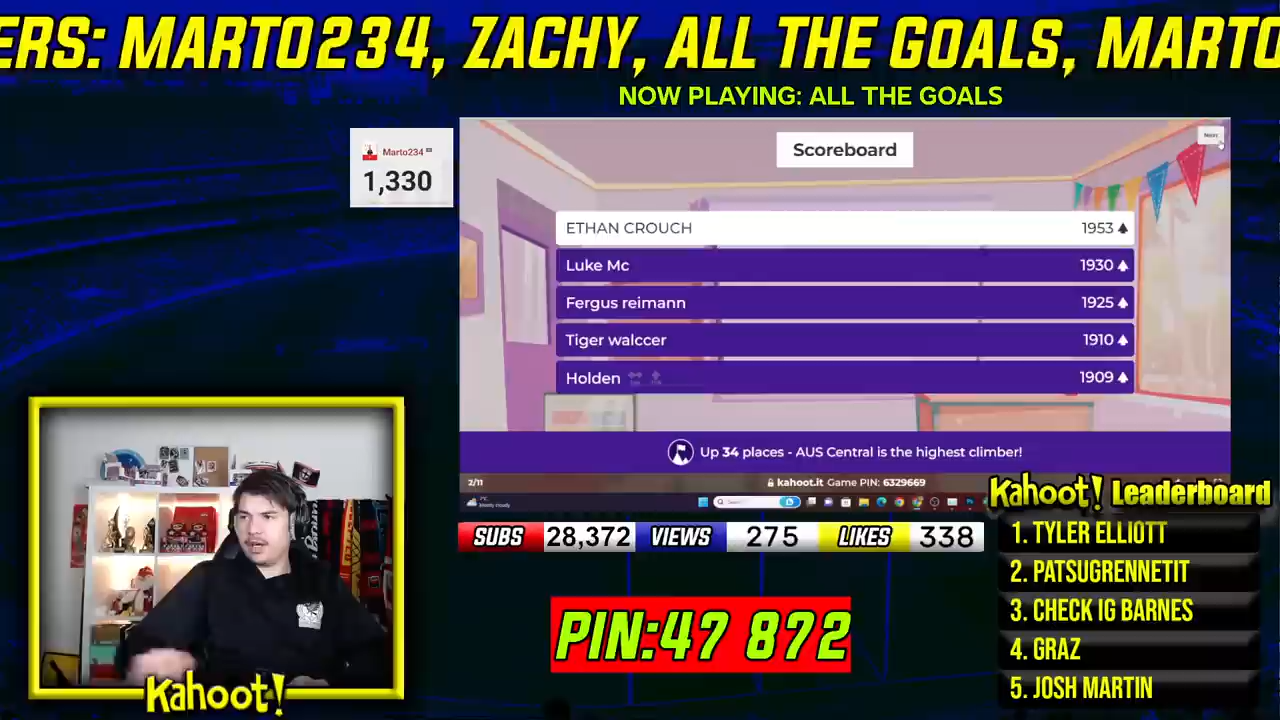 ERS: MARTO234, ZACHY, ALL THE GOALS, MARTO
NOW PLAYING: ALL THE GOALS
Marto234
1,330
Scoreboard
Next
ETHAN CROUCH 1953
Luke Mc 1930
Fergus reimann 1925
Tiger walccer 1910
Holden 1909
Up 34 places - AUS Central is the highest climber!
2/11
kahoot.it Game PIN: 6329669
SUBS 28,372 VIEWS 275 LIKES 338
PIN:47 872
Kahoot! Leaderboard
1. TYLER ELLIOTT
2. PATSUGRENNETIT
3. CHECK IG BARNES
4. GRAZ
5. JOSH MARTIN
Kahoot!